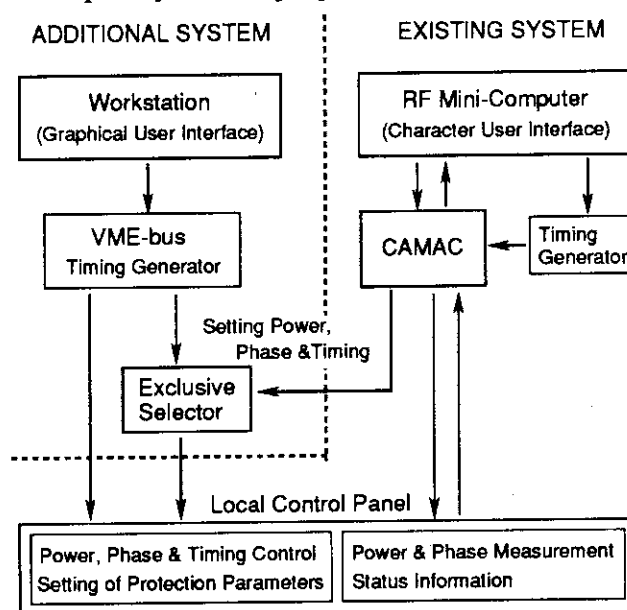 ADDITIONAL SYSTEM
EXISTING SYSTEM
Workstation
(Graphical User Interface)
RF Mini-Computer
(Character User Interface)
VME-bus
Timing Generator
CAMAC
Timing
Generator
Setting Power,
Phase &Timing
Exclusive
Selector
Local Control Panel
Power, Phase & Timing Control
Setting of Protection Parameters
Power & Phase Measurement
Status Information